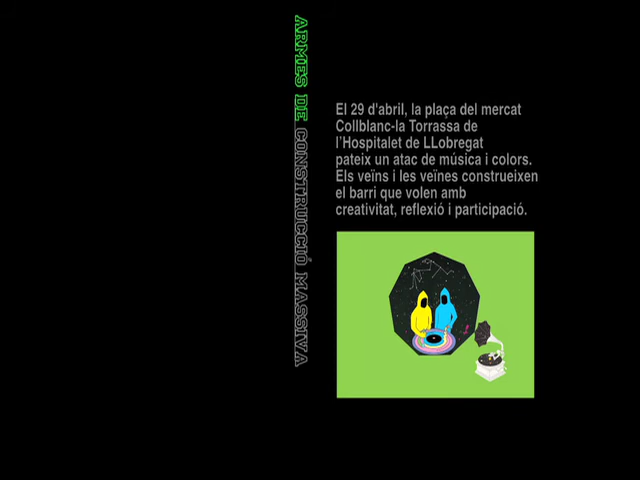 ARMES DE CONSTRUCCIÓ MASSIVA
El 29 d'abril, la plaça del mercat
Collblanc-la Torrassa de
l'Hospitalet de LLobregat
pateix un atac de música i colors.
Els veïns i les veïnes construeixen
el barri que volen amb
creativitat, reflexió i participació.